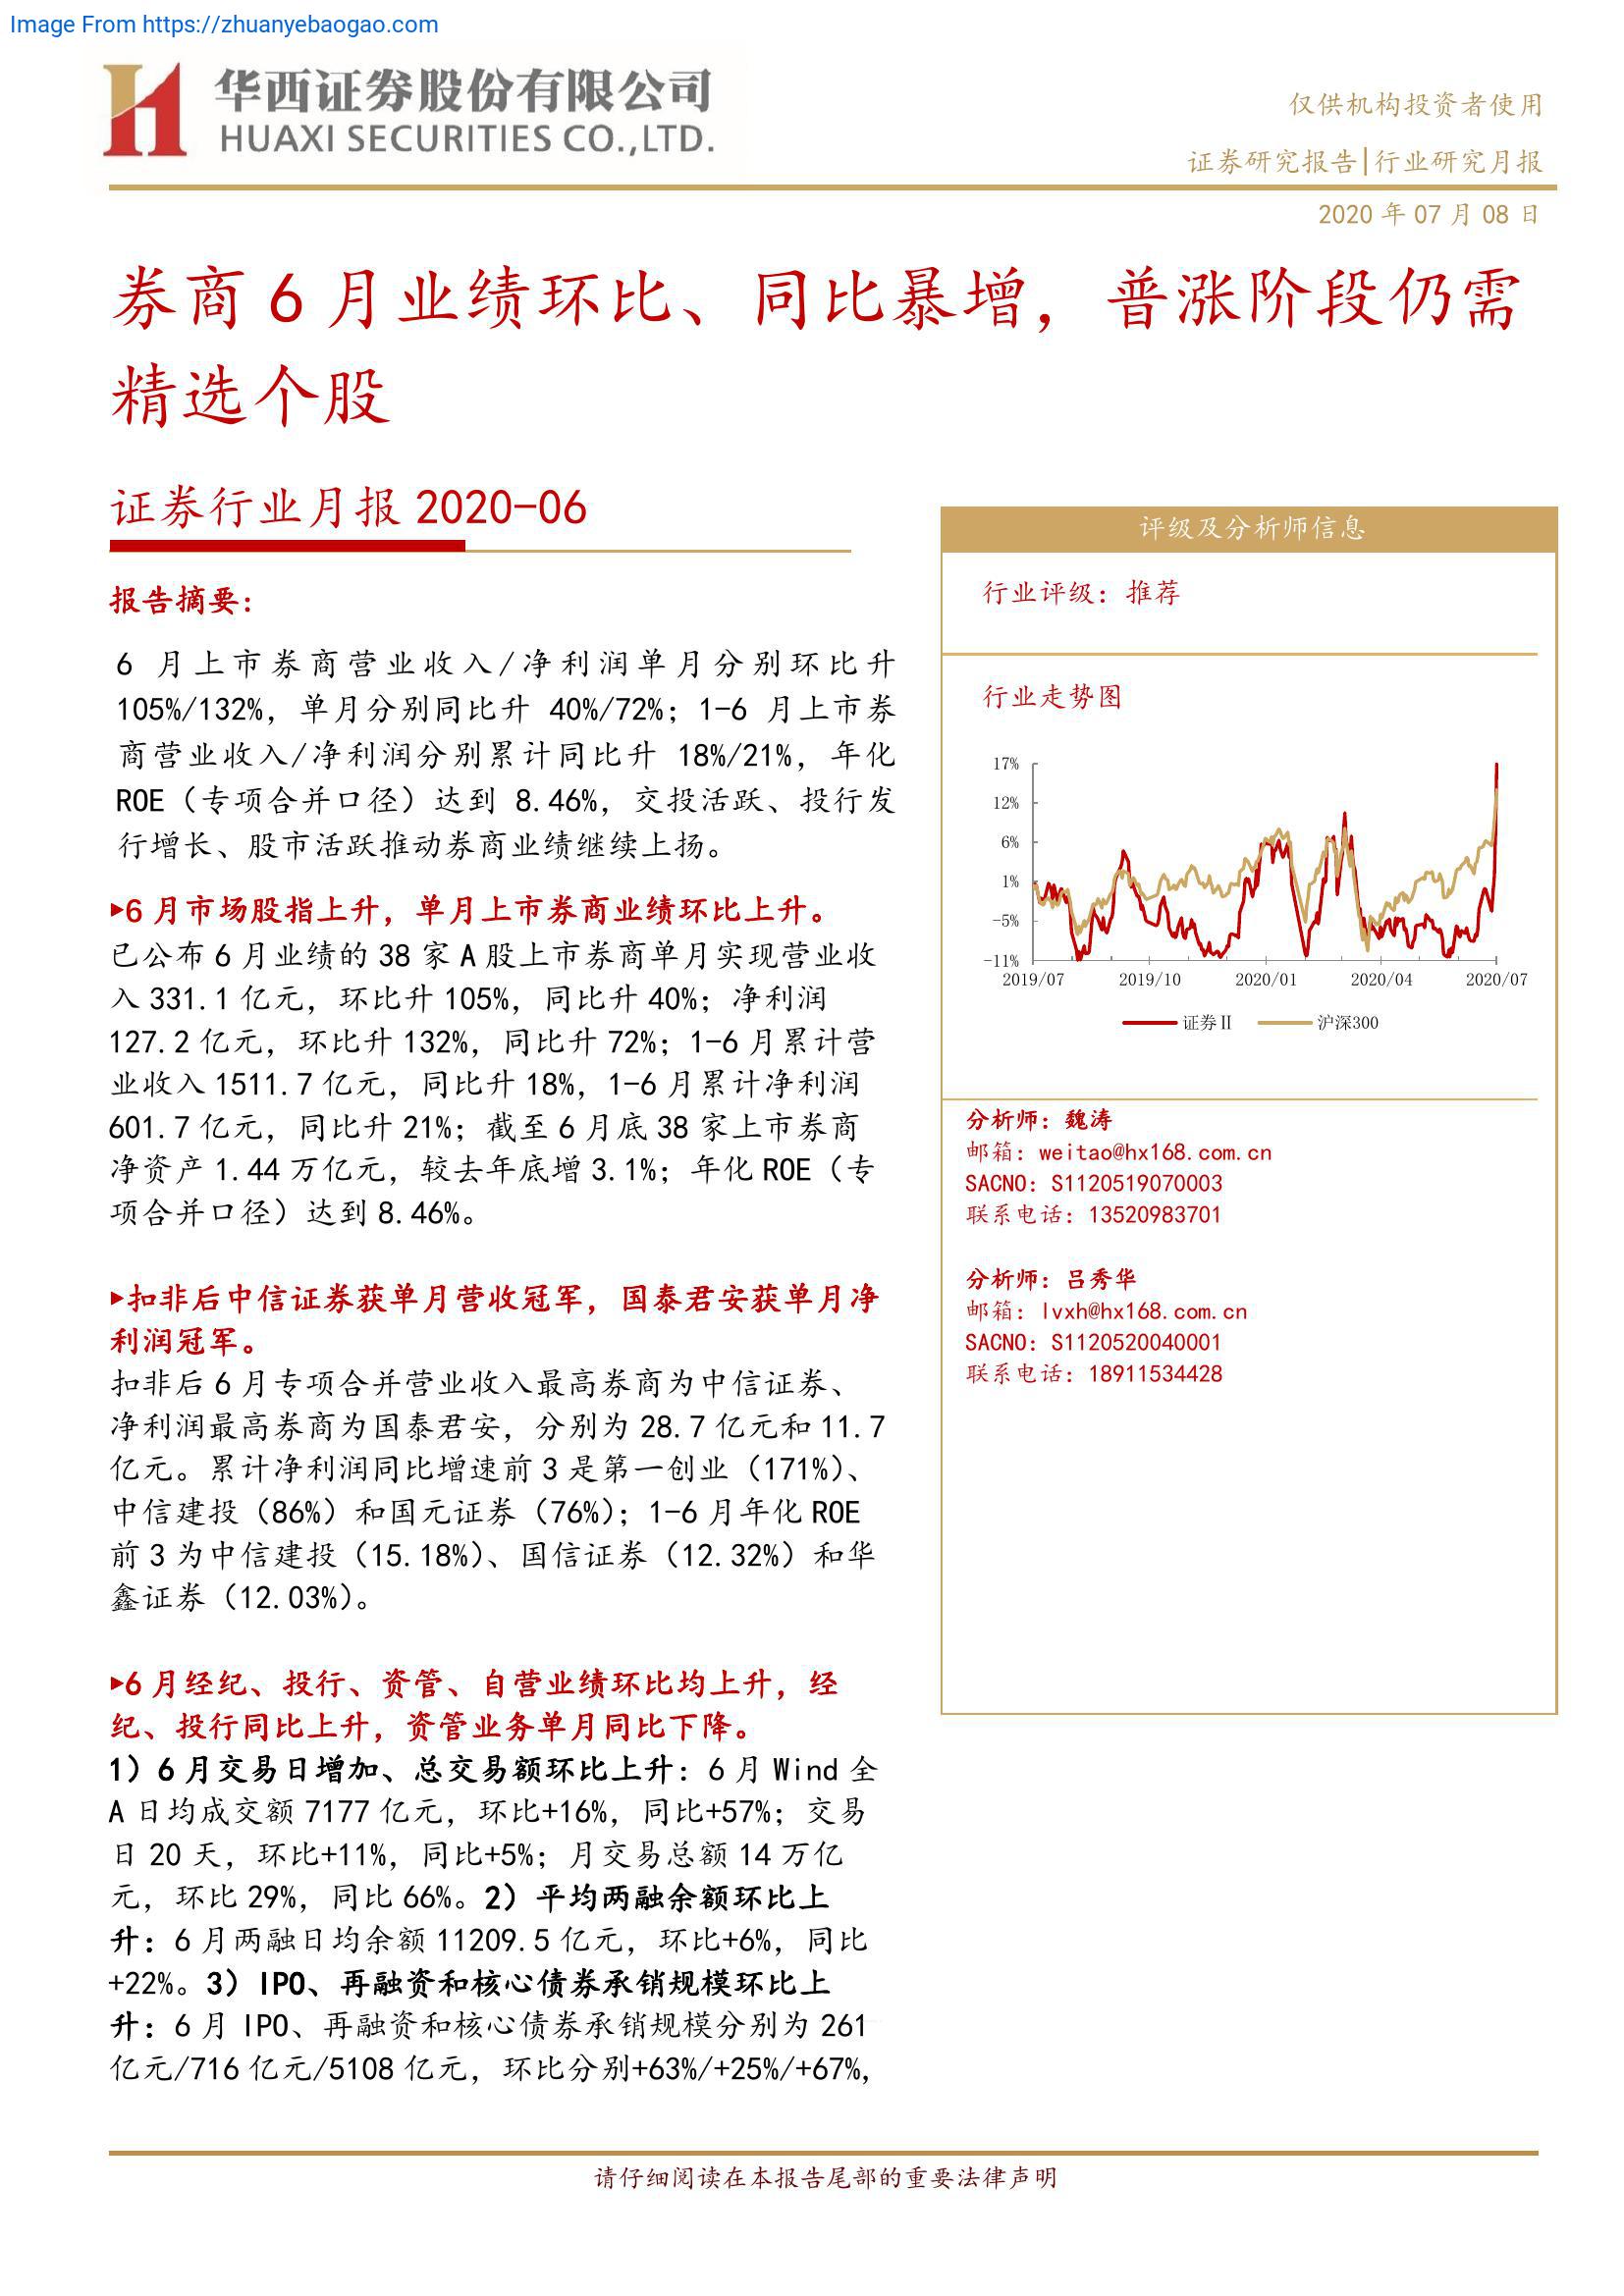 Image From https://zhuanyebaogao.com
华西证券股份有限公司
HUAXI SECURITIES CO.,LTD.
仅供机构投资者使用
证券研究报告|行业研究月报
2020 年 07 月 08 日
券商 6 月业绩环比、同比暴增，普涨阶段仍需
精选个股
证券行业月报 2020-06
报告摘要：
6 月上市券商营业收入/净利润单月分别环比升
105%/132%，单月分别同比升 40%/72%；1-6 月上市券
商营业收入/净利润分别累计同比升 18%/21%，年化
ROE（专项合并口径）达到 8.46%，交投活跃、投行发
行增长、股市活跃推动券商业绩继续上扬。
▸6 月市场股指上升，单月上市券商业绩环比上升。
已公布 6 月业绩的 38 家 A 股上市券商单月实现营业收
入 331.1 亿元，环比升 105%，同比升 40%；净利润
127.2 亿元，环比升 132%，同比升 72%；1-6 月累计营
业收入 1511.7 亿元，同比升 18%，1-6 月累计净利润
601.7 亿元，同比升 21%；截至 6 月底 38 家上市券商
净资产 1.44 万亿元，较去年底增 3.1%；年化 ROE（专
项合并口径）达到 8.46%。
▸扣非后中信证券获单月营收冠军，国泰君安获单月净
利润冠军。
扣非后 6 月专项合并营业收入最高券商为中信证券、
净利润最高券商为国泰君安，分别为 28.7 亿元和 11.7
亿元。累计净利润同比增速前 3 是第一创业（171%）、
中信建投（86%）和国元证券（76%）；1-6 月年化 ROE
前 3 为中信建投（15.18%）、国信证券（12.32%）和华
鑫证券（12.03%）。
▸6 月经纪、投行、资管、自营业绩环比均上升，经
纪、投行同比上升，资管业务单月同比下降。
1）6 月交易日增加、总交易额环比上升：6 月 Wind 全
A 日均成交额 7177 亿元，环比+16%，同比+57%；交易
日 20 天，环比+11%，同比+5%；月交易总额 14 万亿
元，环比 29%，同比 66%。2）平均两融余额环比上
升：6 月两融日均余额 11209.5 亿元，环比+6%，同比
+22%。3）IPO、再融资和核心债券承销规模环比上
升：6 月 IPO、再融资和核心债券承销规模分别为 261
亿元/716 亿元/5108 亿元，环比分别+63%/+25%/+67%,
评级及分析师信息
行业评级：推荐
行业走势图
17%
12%
6%
1%
-5%
-11%
2019/07 2019/10 2020/01 2020/04 2020/07
证券Ⅱ 沪深300
分析师：魏涛
邮箱：weitao@hx168.com.cn
SACNO：S1120519070003
联系电话：13520983701
分析师：吕秀华
邮箱：lvxh@hx168.com.cn
SACNO：S1120520040001
联系电话：18911534428
请仔细阅读在本报告尾部的重要法律声明